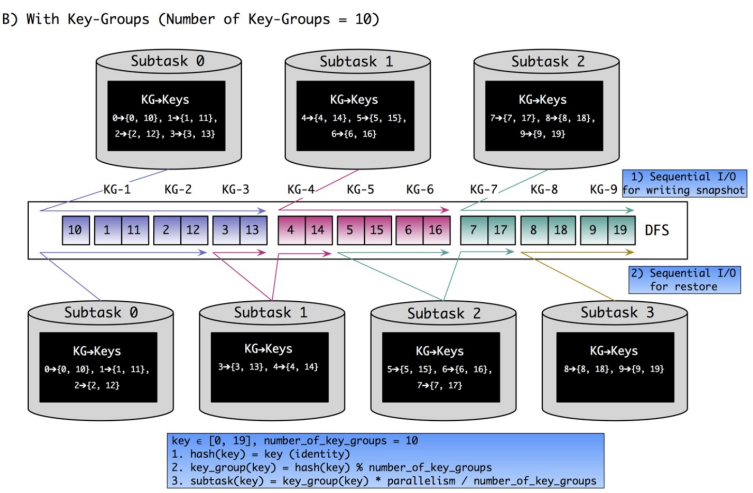 B) With Key-Groups (Number of Key-Groups = 10)
Subtask 0
KG→Keys
0→{0, 10}, 1→{1, 11},
2→{2, 12}, 3→{3, 13}
Subtask 1
KG→Keys
4→{4, 14}, 5→{5, 15},
6→{6, 16}
Subtask 2
KG→Keys
7→{7, 17}, 8→{8, 18},
9→{9, 19}
KG-1 KG-2 KG-3 KG-4 KG-5 KG-6 KG-7 KG-8 KG-9
1) Sequential I/O
for writing snapshot
10 1 11 2 12 3 13 4 14 5 15 6 16 7 17 8 18 9 19 DFS
2) Sequential I/O
for restore
Subtask 0
KG→Keys
0→{0, 10}, 1→{1, 11},
2→{2, 12}
Subtask 1
KG→Keys
3→{3, 13}, 4→{4, 14}
Subtask 2
KG→Keys
5→{5, 15}, 6→{6, 16},
7→{7, 17}
Subtask 3
KG→Keys
8→{8, 18}, 9→{9, 19}
key ∈ [0, 19], number_of_key_groups = 10
1. hash(key) = key (identity)
2. key_group(key) = hash(key) % number_of_key_groups
3. subtask(key) = key_group(key) * parallelism / number_of_key_groups